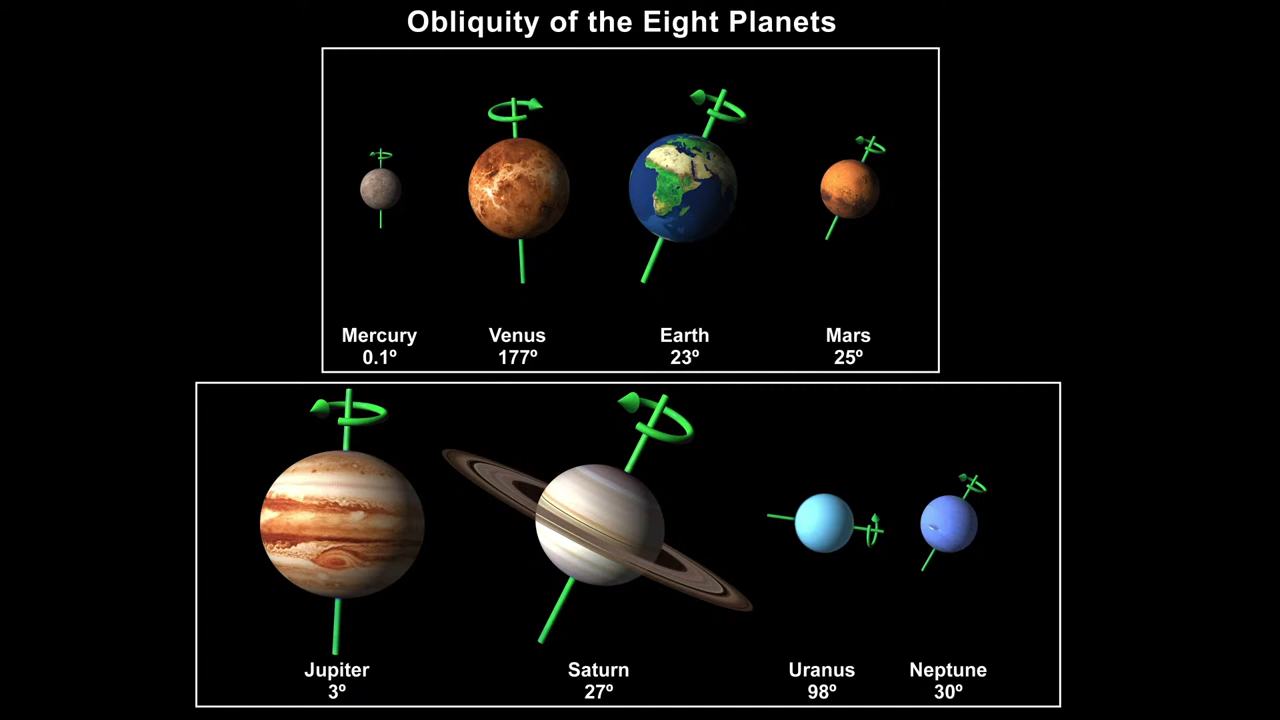 Obliquity of the Eight Planets
Mercury Venus Earth Mars
0.1º 177º 23º 25º
Jupiter Saturn Uranus Neptune
3º 27º 98º 30º